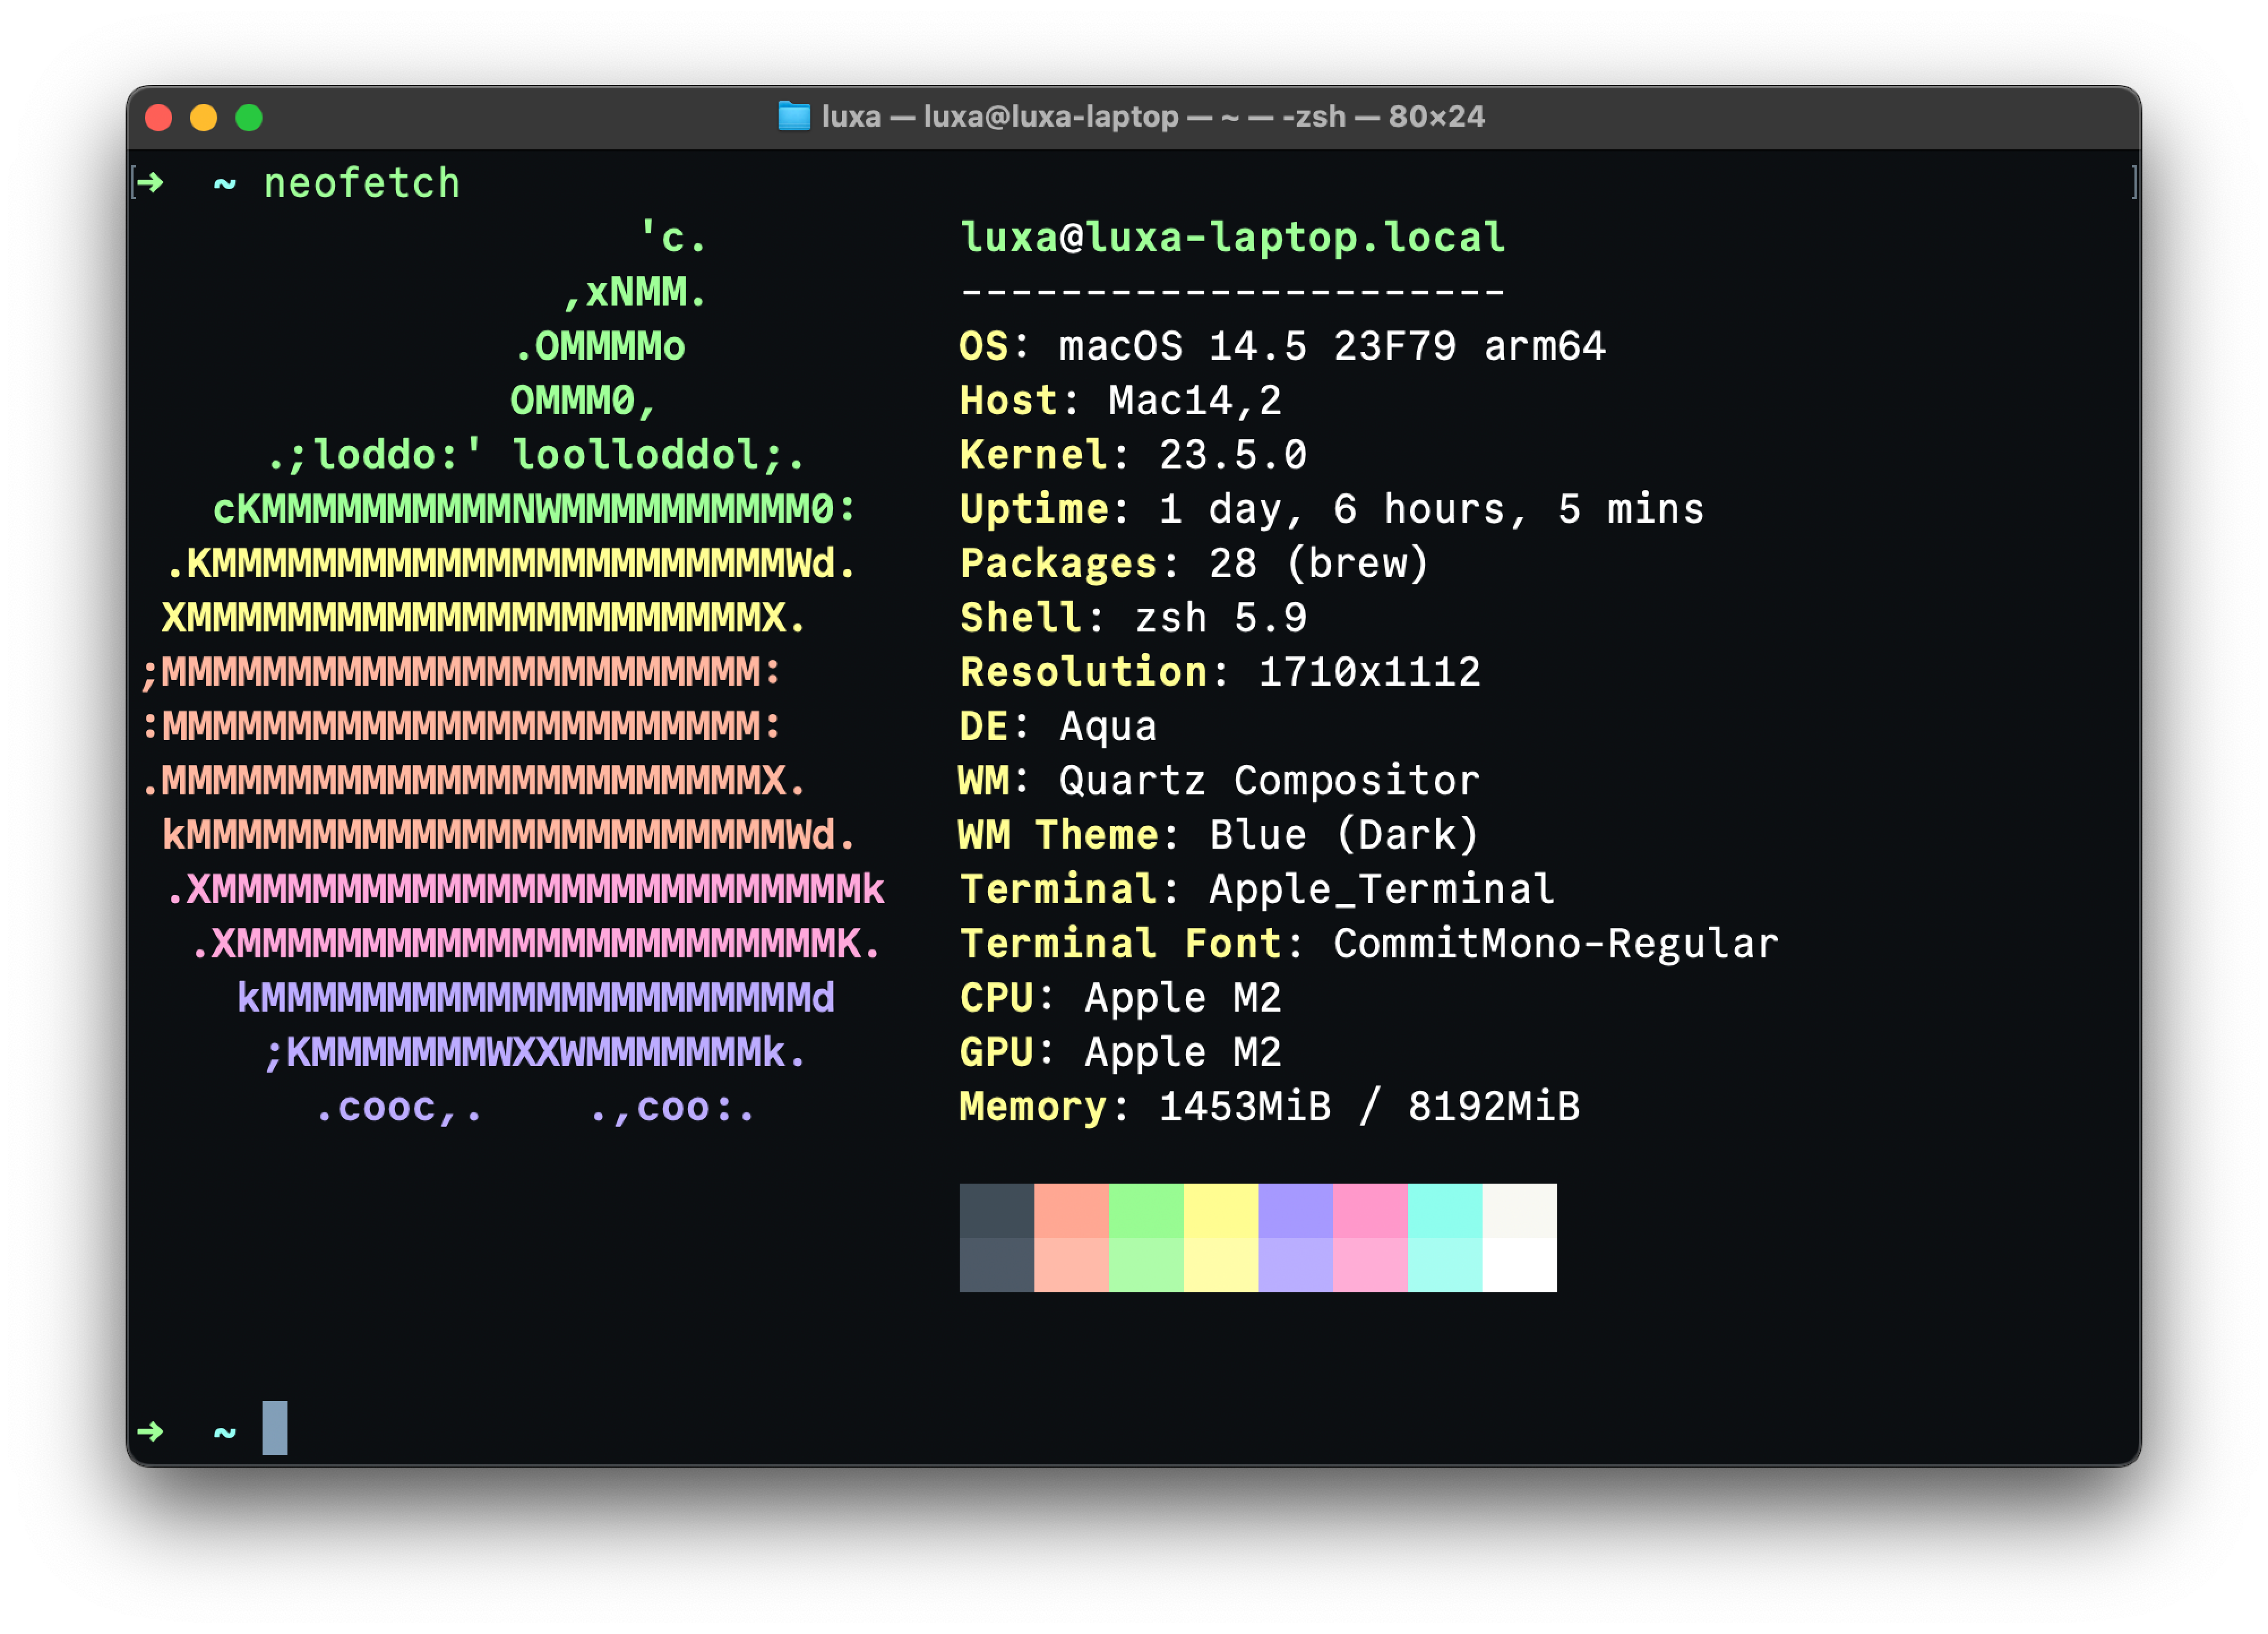 luxa — luxa@luxa-laptop — ~ — -zsh — 80×24
[➜  ~ neofetch ]
                    'c.          luxa@luxa-laptop.local
                 ,xNMM.          ----------------------
               .OMMMMo           OS: macOS 14.5 23F79 arm64
               OMMM0,            Host: Mac14,2
     .;loddo:' loolloddol;.      Kernel: 23.5.0
   cKMMMMMMMMMMNWMMMMMMMMMM0:    Uptime: 1 day, 6 hours, 5 mins
 .KMMMMMMMMMMMMMMMMMMMMMMMWd.    Packages: 28 (brew)
 XMMMMMMMMMMMMMMMMMMMMMMMX.      Shell: zsh 5.9
;MMMMMMMMMMMMMMMMMMMMMMMM:       Resolution: 1710x1112
:MMMMMMMMMMMMMMMMMMMMMMMM:       DE: Aqua
.MMMMMMMMMMMMMMMMMMMMMMMMX.      WM: Quartz Compositor
 kMMMMMMMMMMMMMMMMMMMMMMMMWd.    WM Theme: Blue (Dark)
 .XMMMMMMMMMMMMMMMMMMMMMMMMMMk   Terminal: Apple_Terminal
  .XMMMMMMMMMMMMMMMMMMMMMMMMK.   Terminal Font: CommitMono-Regular
    kMMMMMMMMMMMMMMMMMMMMMMd     CPU: Apple M2
     ;KMMMMMMMWXXWMMMMMMMk.      GPU: Apple M2
       .cooc,.    .,coo:.        Memory: 1453MiB / 8192MiB
➜  ~